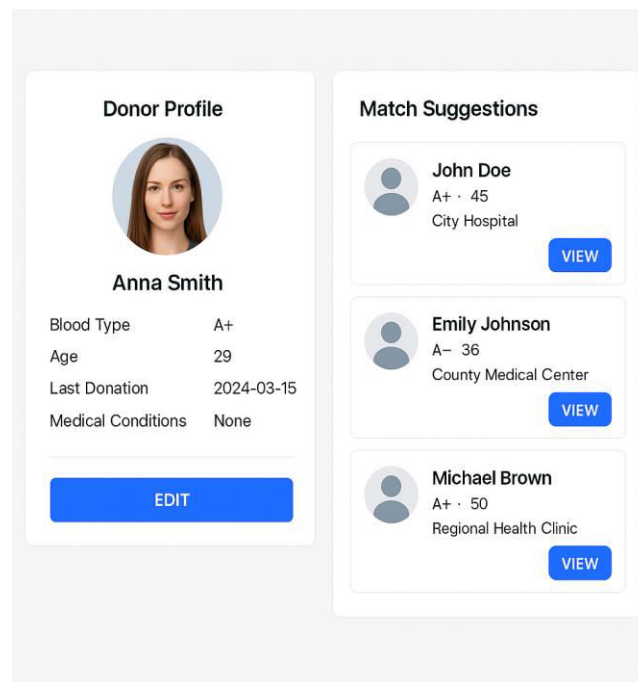 Donor Profile
Anna Smith
Blood Type A+
Age 29
Last Donation 2024-03-15
Medical Conditions None
EDIT
Match Suggestions
John Doe
A+ · 45
City Hospital
VIEW
Emily Johnson
A− 36
County Medical Center
VIEW
Michael Brown
A+ · 50
Regional Health Clinic
VIEW